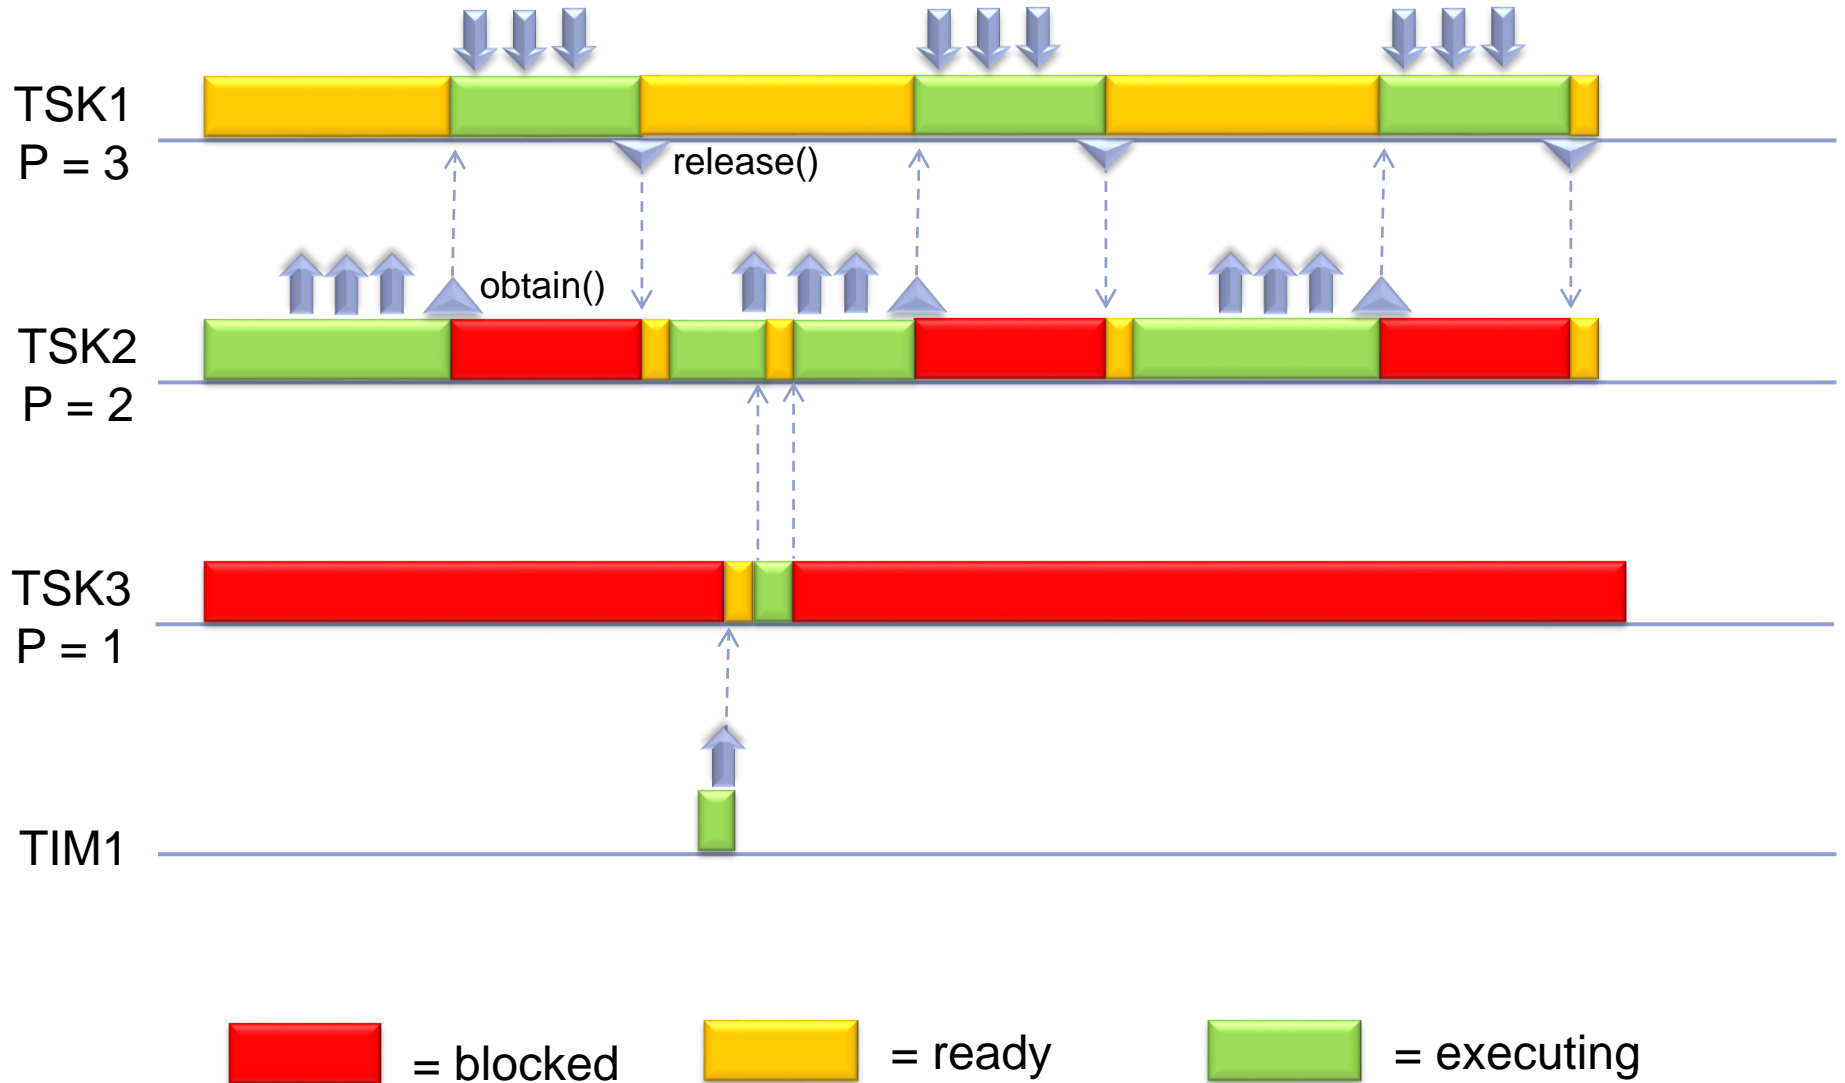 TSK1
P = 3
release()
obtain()
TSK2
P = 2
TSK3
P = 1
TIM1
= blocked
= ready
= executing